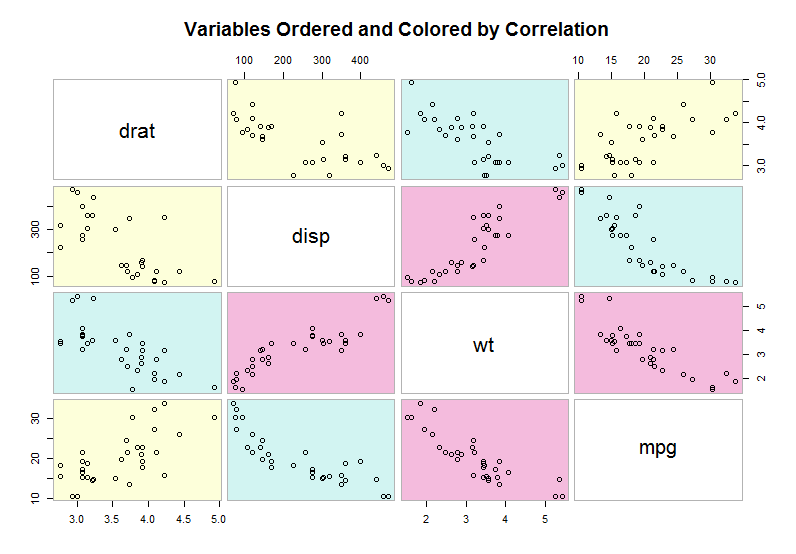 Variables Ordered and Colored by Correlation
100 200 300 400
10 15 20 25 30
drat
3.0 4.0 5.0
disp
100 300
wt
2 3 4 5
mpg
10 20 30
3.0 3.5 4.0 4.5 5.0
2 3 4 5